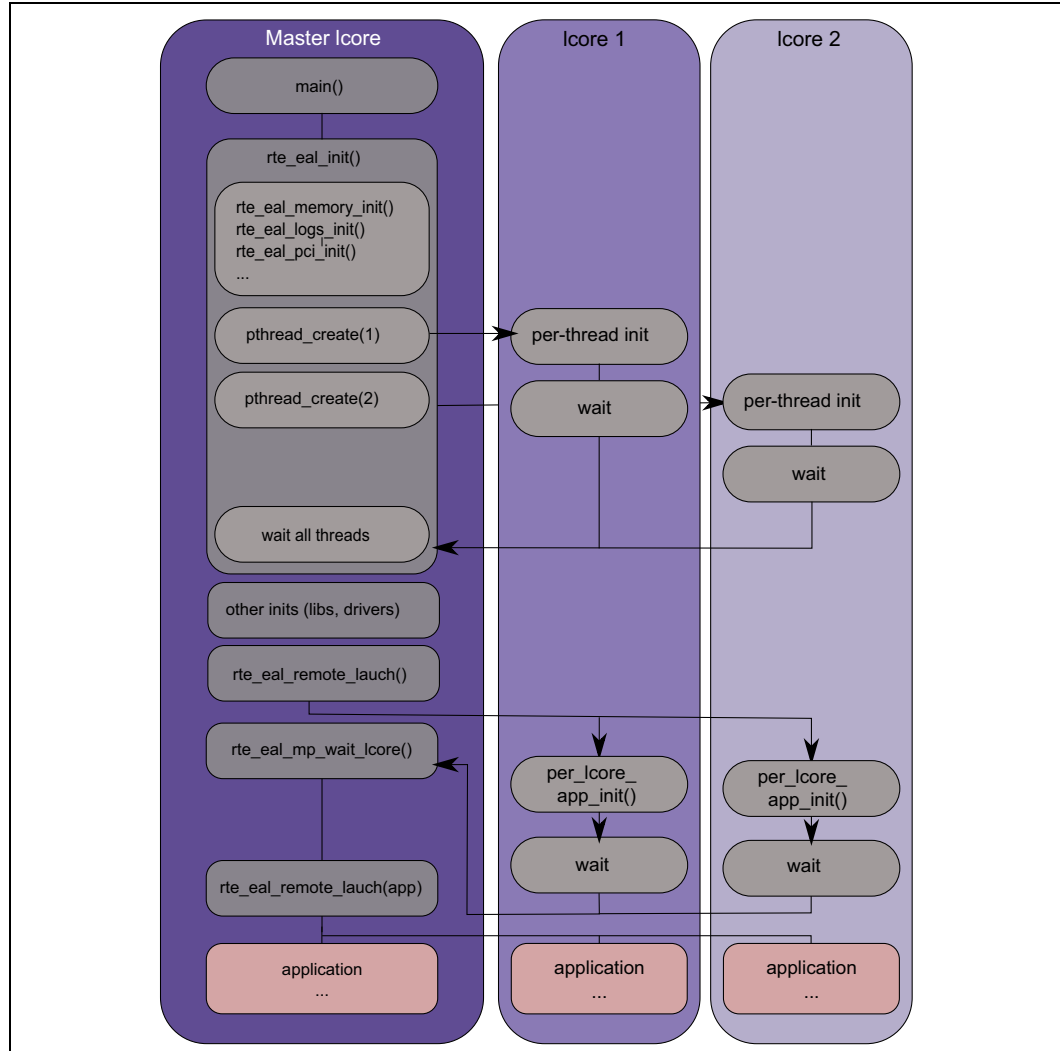 Master lcore
lcore 1
lcore 2
main()
rte_eal_init()
rte_eal_memory_init()
rte_eal_logs_init()
rte_eal_pci_init()
...
pthread_create(1)
per-thread init
pthread_create(2)
wait
per-thread init
wait
wait all threads
other inits (libs, drivers)
rte_eal_remote_lauch()
rte_eal_mp_wait_lcore()
per_lcore_
app_init()
per_lcore_
app_init()
wait
wait
rte_eal_remote_lauch(app)
application
...
application
...
application
...